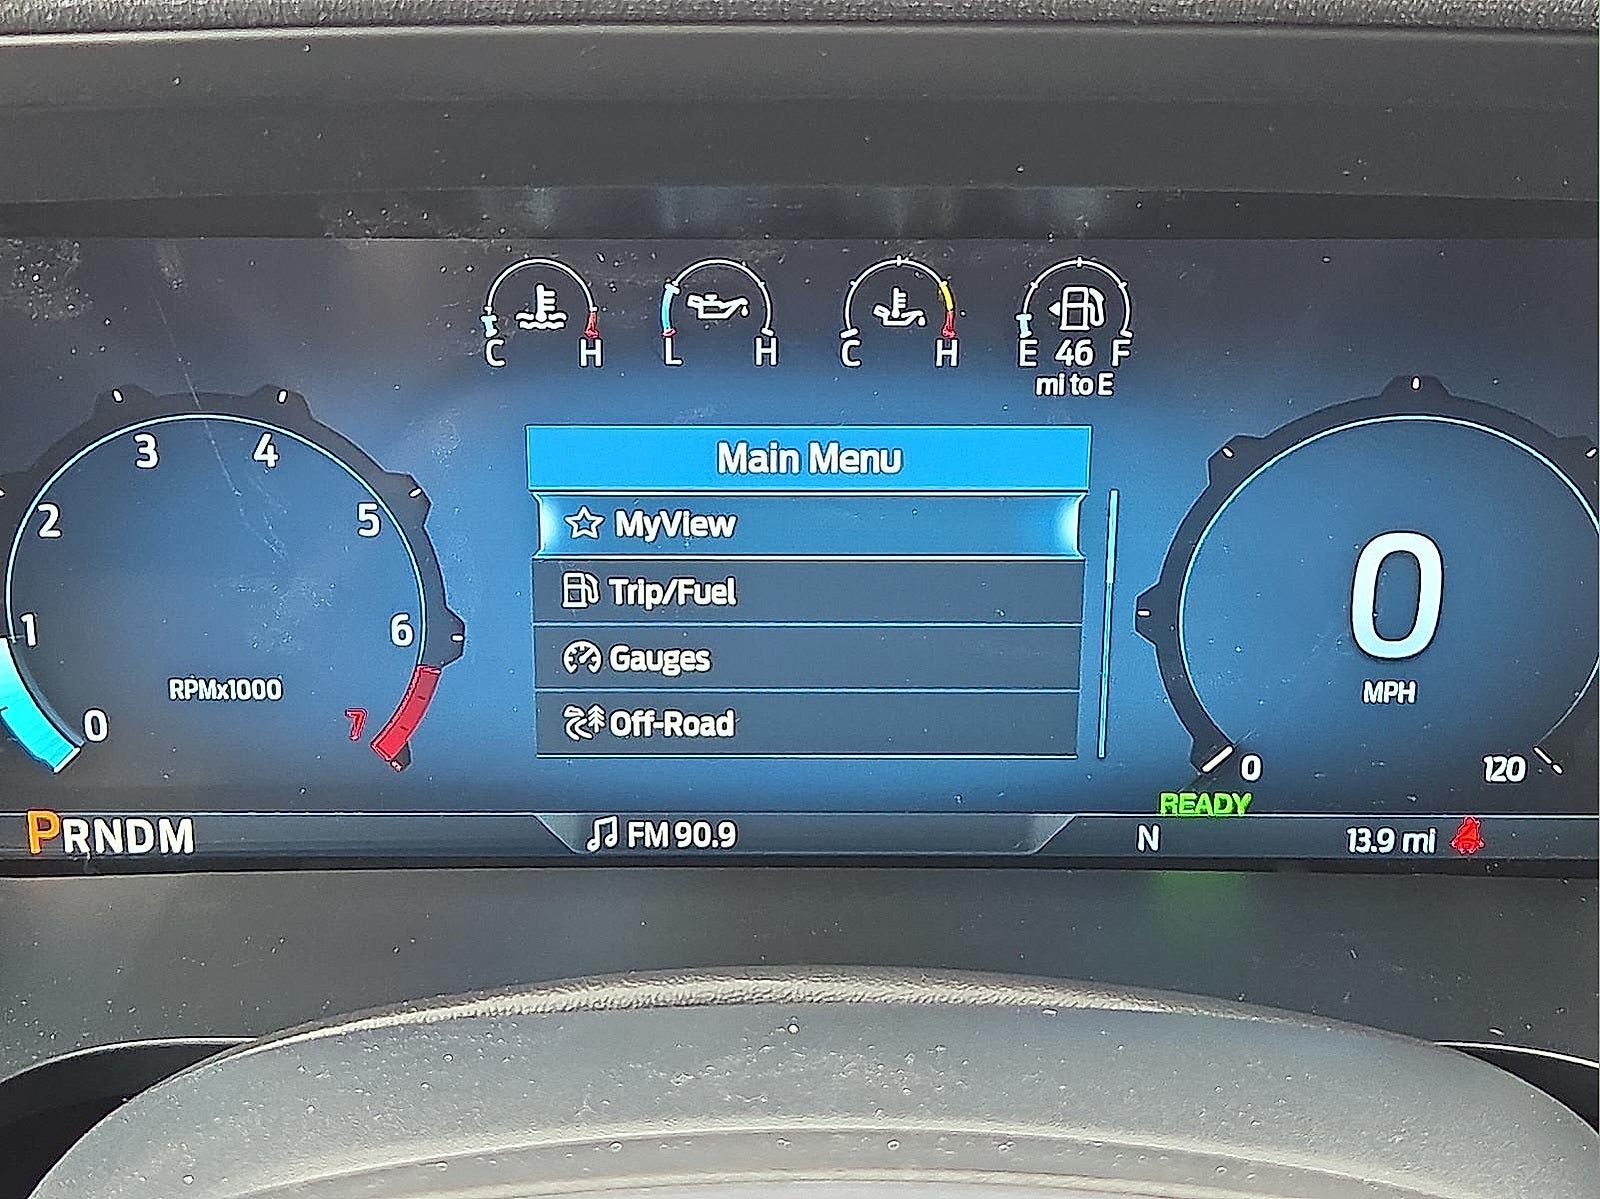 C H L H C H E 46 F
mi to E
Main Menu
MyView
Trip/Fuel
Gauges
Off-Road
0 1 2 3 4 5 6 7
RPMx1000
0
MPH
0 120
READY
PRNDM
FM 90.9
N
13.9 mi